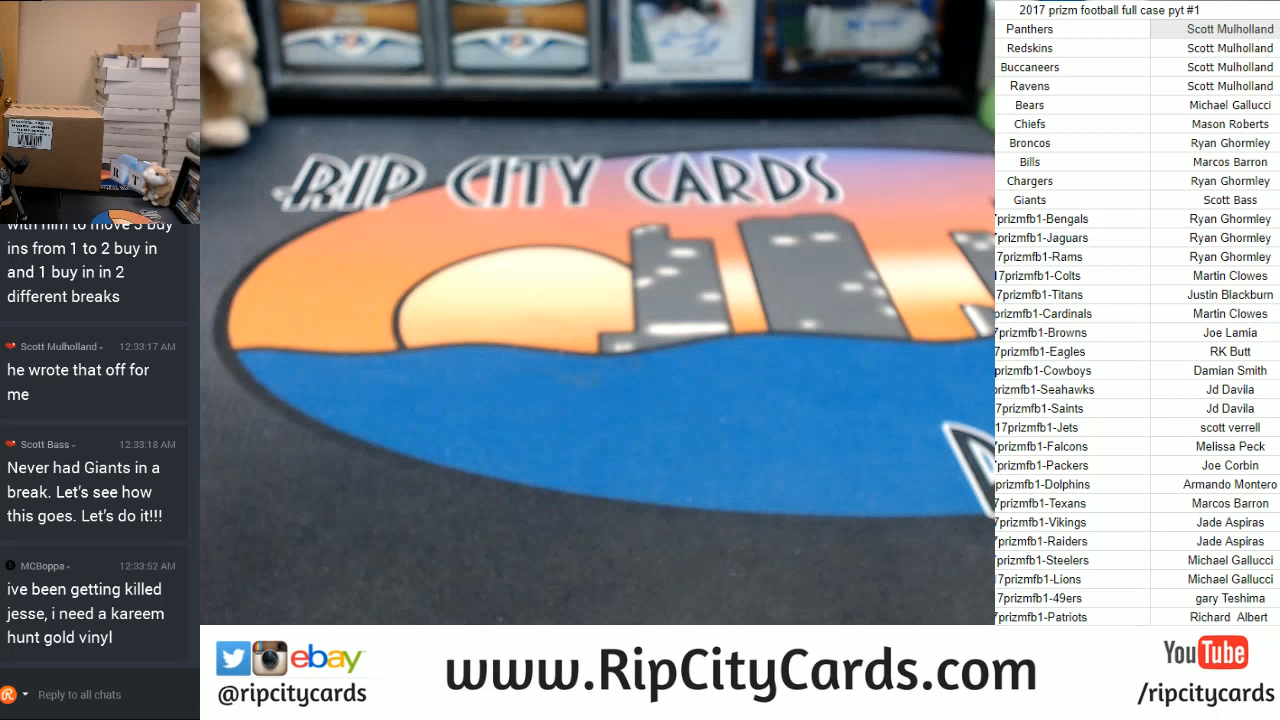 with him to move 3 buy
ins from 1 to 2 buy in
and 1 buy in in 2
different breaks
Scott Mulholland 12:33:17 AM
he wrote that off for
me
Scott Bass 12:33:18 AM
Never had Giants in a
break. Let's see how
this goes. Let's do it!!!
MCBoppa 12:33:52 AM
ive been getting killed
jesse, i need a kareem
hunt gold vinyl
Reply to all chats
RIP CITY CARDS
2017 prizm football full case pyt #1
Panthers Scott Mulholland
Redskins Scott Mulholland
Buccaneers Scott Mulholland
Ravens Scott Mulholland
Bears Michael Gallucci
Chiefs Mason Roberts
Broncos Ryan Ghormley
Bills Marcos Barron
Chargers Ryan Ghormley
Giants Scott Bass
7prizmfb1-Bengals Ryan Ghormley
7prizmfb1-Jaguars Ryan Ghormley
7prizmfb1-Rams Ryan Ghormley
17prizmfb1-Colts Martin Clowes
7prizmfb1-Titans Justin Blackburn
prizmfb1-Cardinals Martin Clowes
7prizmfb1-Browns Joe Lamia
7prizmfb1-Eagles RK Butt
prizmfb1-Cowboys Damian Smith
rizmfb1-Seahawks Jd Davila
7prizmfb1-Saints Jd Davila
17prizmfb1-Jets scott verrell
7prizmfb1-Falcons Melissa Peck
prizmfb1-Packers Joe Corbin
prizmfb1-Dolphins Armando Montero
7prizmfb1-Texans Marcos Barron
7prizmfb1-Vikings Jade Aspiras
7prizmfb1-Raiders Jade Aspiras
prizmfb1-Steelers Michael Gallucci
17prizmfb1-Lions Michael Gallucci
7prizmfb1-49ers gary Teshima
7prizmfb1-Patriots Richard Albert
ebay
@ripcitycards
www.RipCityCards.com
YouTube
/ripcitycards